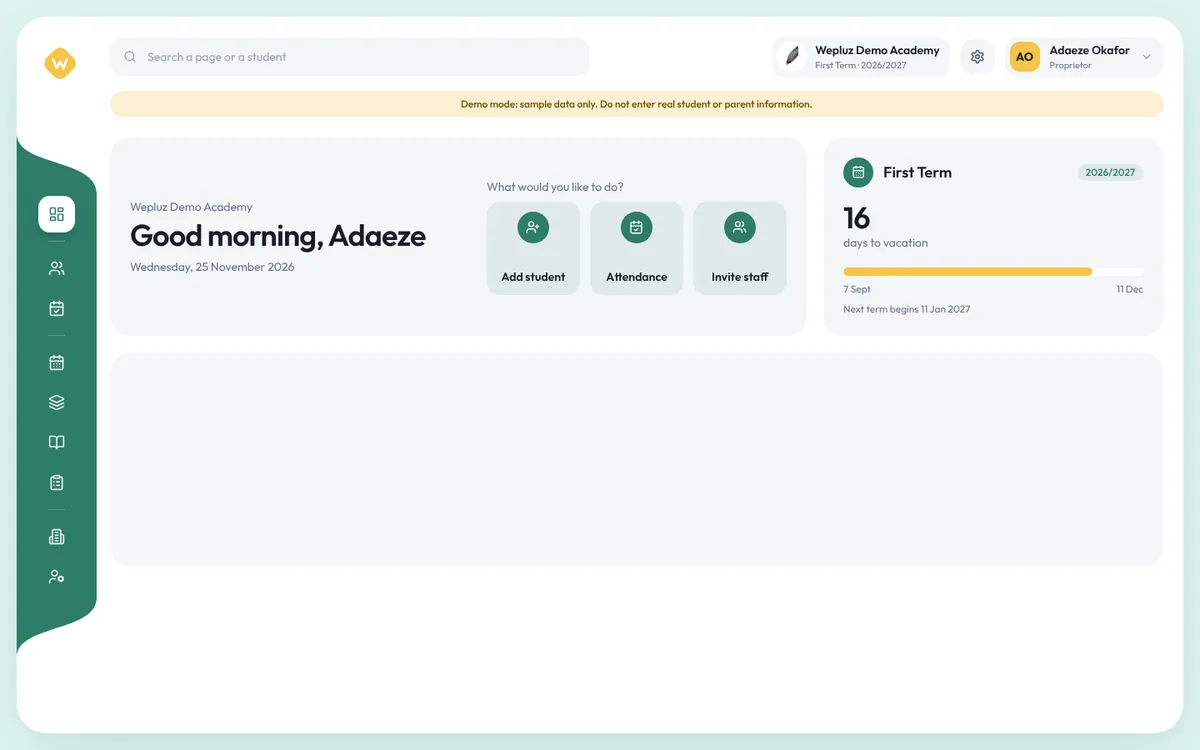 W
Search a page or a student
Wepluz Demo Academy
First Term · 2026/2027
AO
Adaeze Okafor
Proprietor
Demo mode: sample data only. Do not enter real student or parent information.
Wepluz Demo Academy
Good morning, Adaeze
Wednesday, 25 November 2026
What would you like to do?
Add student
Attendance
Invite staff
First Term
2026/2027
16
days to vacation
7 Sept
11 Dec
Next term begins 11 Jan 2027